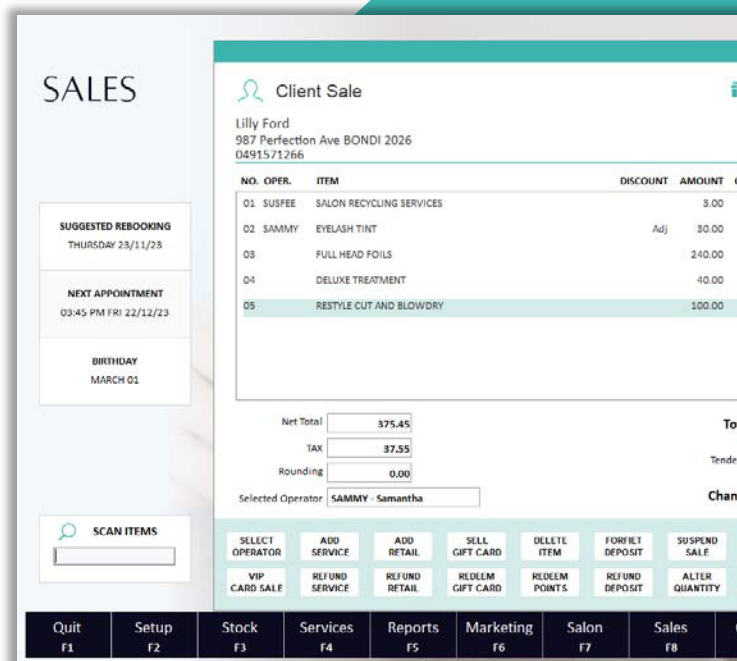 SALES
Client Sale
Lilly Ford
987 Perfection Ave BONDI 2026
0491571266
NO. OPER. ITEM DISCOUNT AMOUNT
01 SUSFEE SALON RECYCLING SERVICES 3.00
02 SAMMY EYELASH TINT Adj 30.00
03 FULL HEAD FOILS 240.00
04 DELUXE TREATMENT 40.00
05 RESTYLE CUT AND BLOWDRY 100.00
SUGGESTED REBOOKING
THURSDAY 23/11/23
NEXT APPOINTMENT
03:45 PM FRI 22/12/23
BIRTHDAY
MARCH 01
Net Total 375.45
TAX 37.55
Rounding 0.00
Selected Operator SAMMY - Samantha
To
Tende
Chan
SCAN ITEMS
SELECT OPERATOR
ADD SERVICE
ADD RETAIL
SELL GIFT CARD
DELETE ITEM
FORFIET DEPOSIT
SUSPEND SALE
VIP CARD SALE
REFUND SERVICE
REFUND RETAIL
REDEEM GIFT CARD
REDEEM POINTS
REFUND DEPOSIT
ALTER QUANTITY
Quit Setup Stock Services Reports Marketing Salon Sales
F1 F2 F3 F4 F5 F6 F7 F8